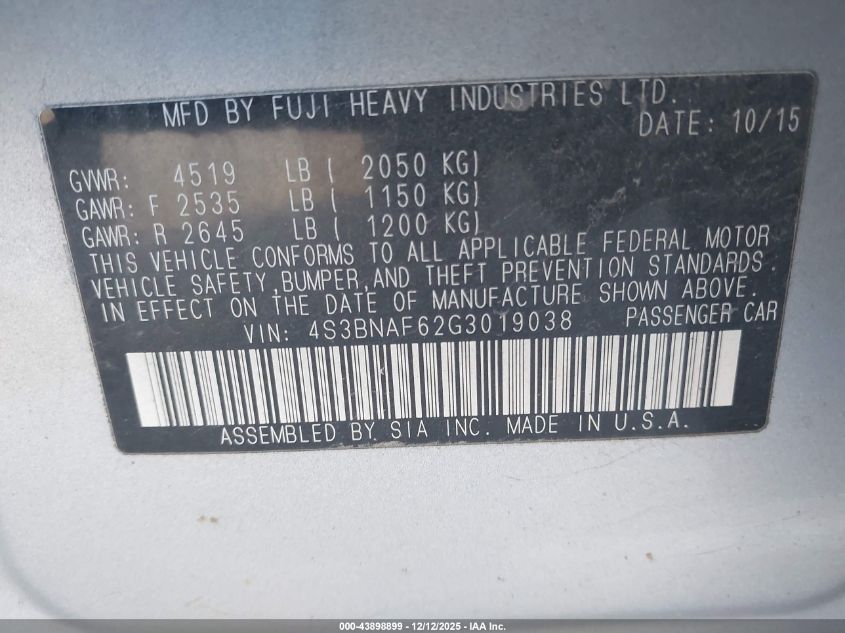 MFD BY FUJI HEAVY INDUSTRIES LTD.
DATE: 10/15
GVWR: 4519 LB ( 2050 KG)
GAWR: F 2535 LB ( 1150 KG)
GAWR: R 2645 LB ( 1200 KG)
THIS VEHICLE CONFORMS TO ALL APPLICABLE FEDERAL MOTOR
VEHICLE SAFETY, BUMPER, AND THEFT PREVENTION STANDARDS.
IN EFFECT ON THE DATE OF MANUFACTURE SHOWN ABOVE.
VIN: 4S3BNAF62G3019038 PASSENGER CAR
ASSEMBLED BY SIA INC. MADE IN U.S.A.
000-43898899 • 12/12/2025 - IAA Inc.